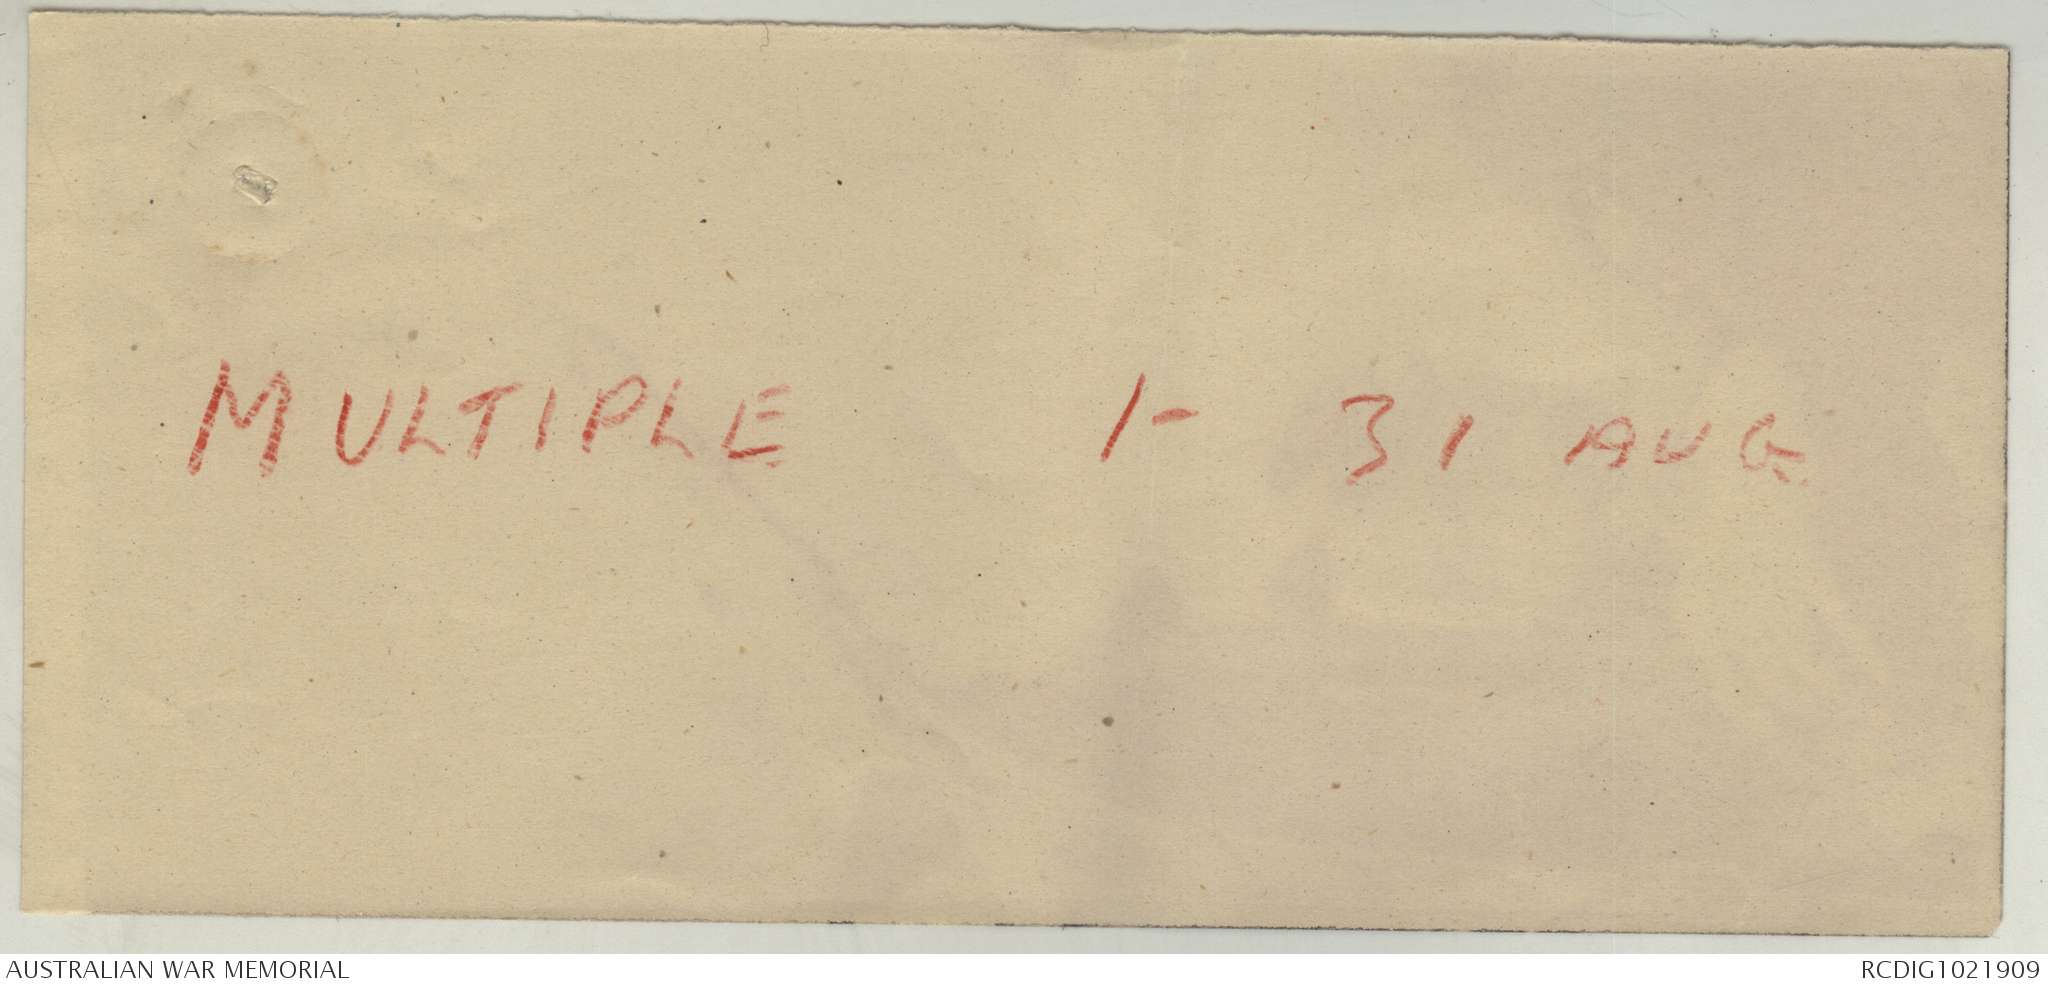 MULTIPLE 1- 31 AUG
AUSTRALIAN WAR MEMORIAL RCDIG1021909